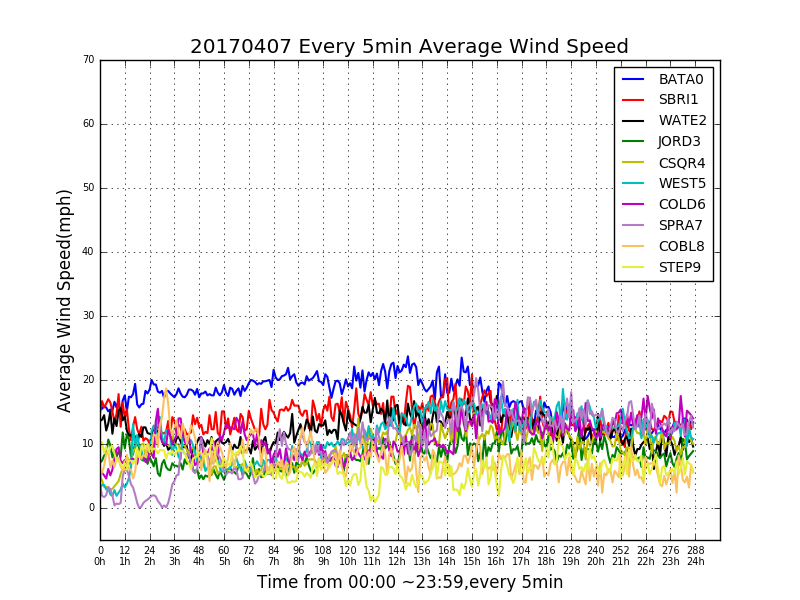 20170407 Every 5min Average Wind Speed
70
60
50
40
30
20
10
0
Average Wind Speed(mph)
BATA0
SBRI1
WATE2
JORD3
CSQR4
WEST5
COLD6
SPRA7
COBL8
STEP9
0 12 24 36 48 60 72 84 96 108 120 132 144 156 168 180 192 204 216 228 240 252 264 276 288
0h 1h 2h 3h 4h 5h 6h 7h 8h 9h 10h 11h 12h 13h 14h 15h 16h 17h 18h 19h 20h 21h 22h 23h 24h
Time from 00:00 ~23:59,every 5min